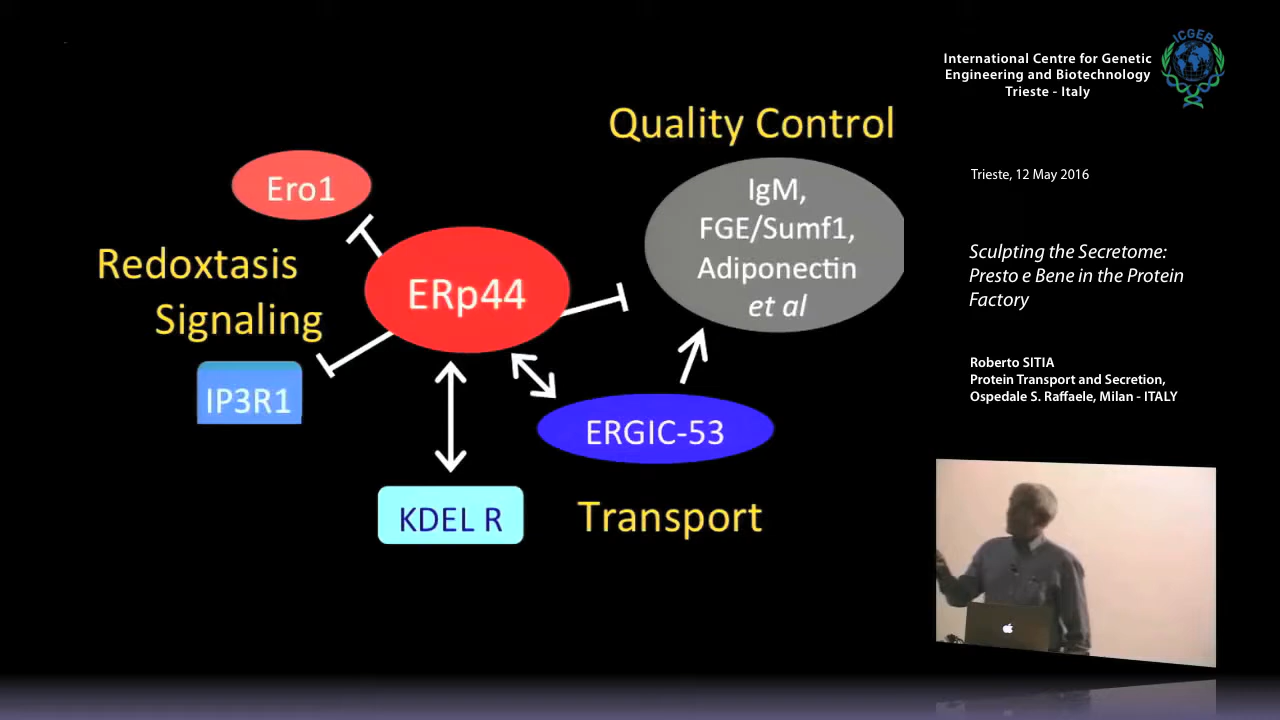 Quality Control
Ero1
IgM,
FGE/Sumf1,
Adiponectin
et al
Redoxtasis
Signaling
ERp44
IP3R1
ERGIC-53
KDEL R
Transport
ICGEB
International Centre for Genetic
Engineering and Biotechnology
Trieste - Italy
Trieste, 12 May 2016
Sculpting the Secretome:
Presto e Bene in the Protein
Factory
Roberto SITIA
Protein Transport and Secretion,
Ospedale S. Raffaele, Milan - ITALY